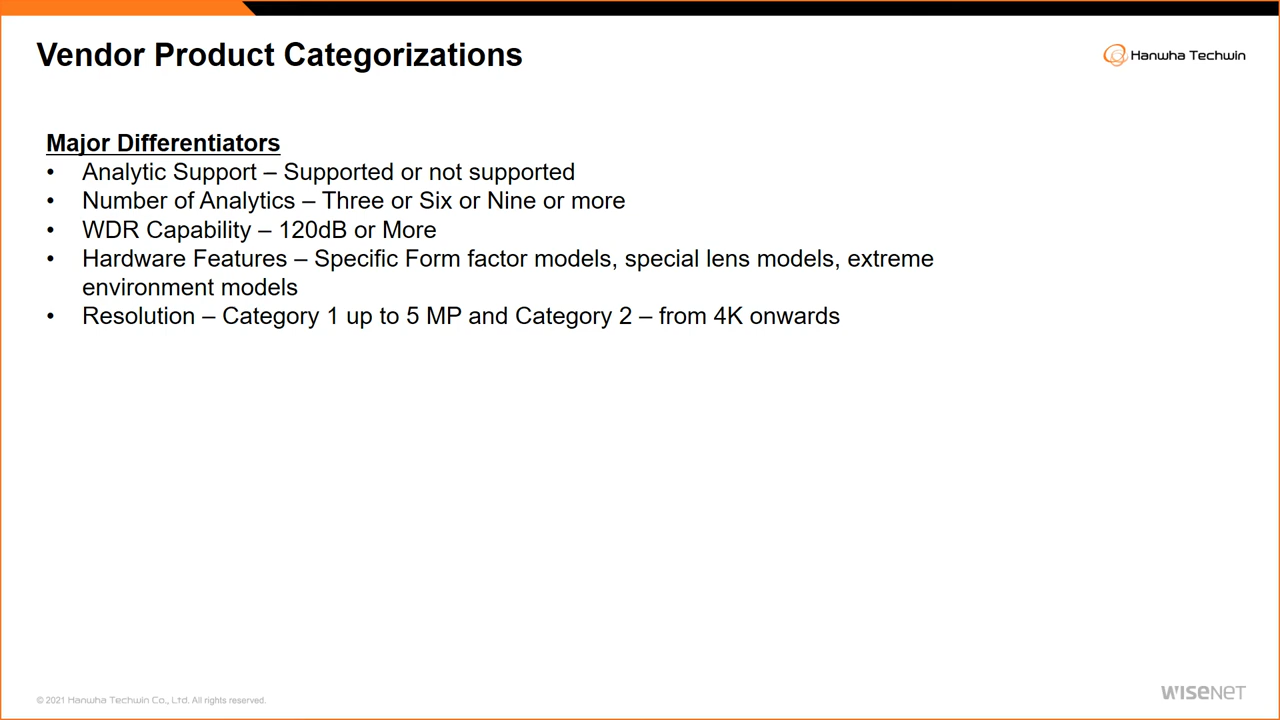 Vendor Product Categorizations
Hanwha Techwin
Major Differentiators
• Analytic Support – Supported or not supported
• Number of Analytics – Three or Six or Nine or more
• WDR Capability – 120dB or More
• Hardware Features – Specific Form factor models, special lens models, extreme
environment models
• Resolution – Category 1 up to 5 MP and Category 2 – from 4K onwards
© 2021 Hanwha Techwin Co., Ltd. All rights reserved.
WISENET